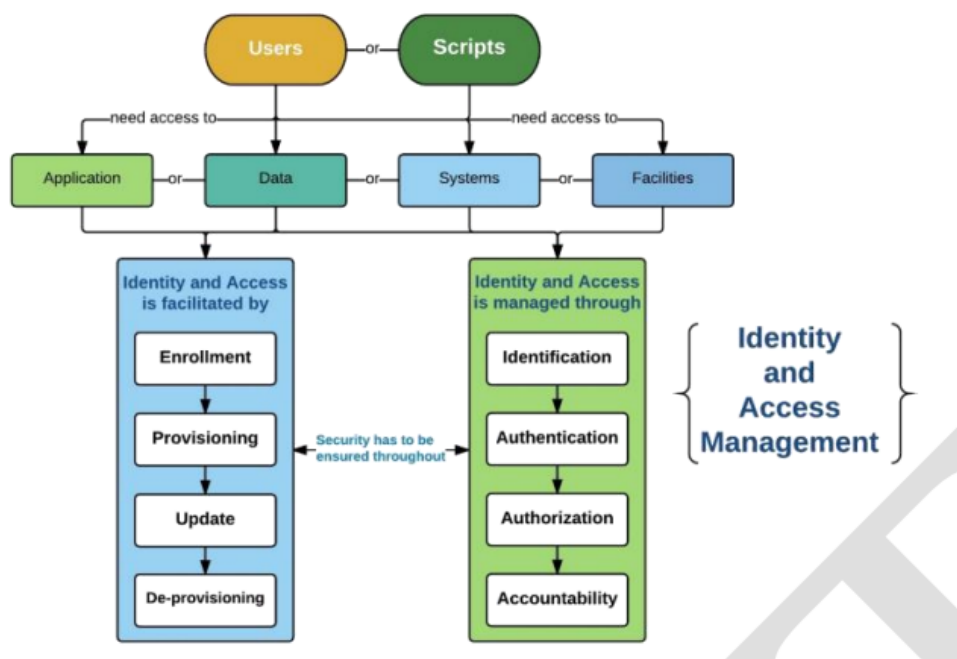 Users or Scripts
need access to need access to
Application or Data or Systems or Facilities
Identity and Access
is facilitated by
Identity and Access
is managed through
Enrollment
Provisioning
Update
De-provisioning
Security has to be
ensured throughout
Identification
Authentication
Authorization
Accountability
Identity
and
Access
Management